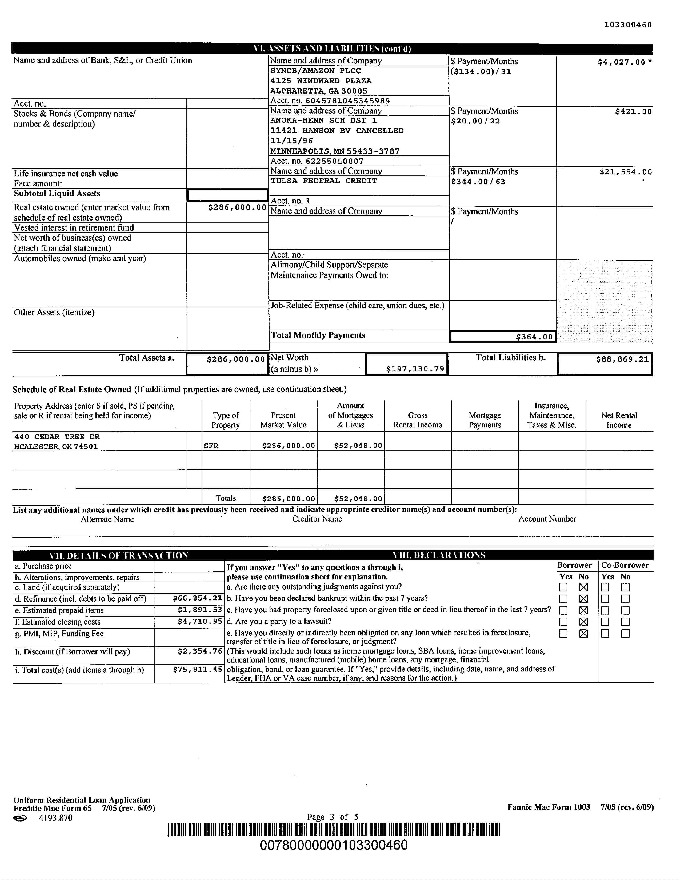 103300460
VI. ASSETS AND LIABILITIES (cont'd)
Name and address of Bank, S&L, or Credit Union
Acct. no.
Stocks & Bonds (Company name/
number & description)
Life insurance net cash value
Face amount:
Subtotal Liquid Assets
Real estate owned (enter market value from
schedule of real estate owned)
$286,000.00
Vested interest in retirement fund
Net worth of business(es) owned
(attach financial statement)
Automobiles owned (make and year)
Other Assets (itemize)
Total Assets a.
$286,000.00
Name and address of Company
SYNCB/AMAZON PLCC
4125 WINDWARD PLAZA
ALPHARETTA, GA 30005
Acct. no. 6045781045345989
$ Payment/Months
($134.00)/31
$4,027.00 *
Name and address of Company
ANOKA-HENN SCH DST 1
11421 HANSON BV CANCELLED
11/15/96
MINNEAPOLIS, MN 55433-3787
Acct. no. 62255010007
$ Payment/Months
$20.00/22
$421.00
Name and address of Company
TULSA FEDERAL CREDIT
Acct. no. 1
$ Payment/Months
$344.00/63
$21,554.00
Name and address of Company
Acct. no.
$ Payment/Months
/
Alimony/Child Support/Separate
Maintenance Payments Owed to:
Job-Related Expense (child care, union dues, etc.)
Total Monthly Payments
$364.00
Net Worth
(a minus b) »
$197,130.79
Total Liabilities b.
$88,869.21
Schedule of Real Estate Owned (If additional properties are owned, use continuation sheet.)
Property Address (enter S if sold, PS if pending
sale or R if rental being held for income)
Type of
Property
Present
Market Value
Amount
of Mortgages
& Liens
Gross
Rental Income
Mortgage
Payments
Insurance,
Maintenance,
Taxes & Misc.
Net Rental
Income
440 CEDAR TREE CR
MCALESTER, OK 74501
SFR
$286,000.00
$52,048.00
Totals
$286,000.00
$52,048.00
List any additional names under which credit has previously been received and indicate appropriate creditor name(s) and account number(s):
Alternate Name
Creditor Name
Account Number
VII. DETAILS OF TRANSACTION
a. Purchase price
b. Alterations, improvements, repairs
c. Land (if acquired separately)
d. Refinance (incl. debts to be paid off)
$66,854.21
e. Estimated prepaid items
$1,891.53
f. Estimated closing costs
$4,710.95
g. PMI, MIP, Funding Fee
h. Discount (if Borrower will pay)
$2,354.76
i. Total cost(s) (add items a through h)
$75,811.45
VIII. DECLARATIONS
If you answer "Yes" to any questions a through i,
please use continuation sheet for explanation.
Borrower
Co-Borrower
Yes No
Yes No
a. Are there any outstanding judgments against you?
b. Have you been declared bankrupt within the past 7 years?
c. Have you had property foreclosed upon or given title or deed in lieu thereof in the last 7 years?
d. Are you a party to a lawsuit?
e. Have you directly or indirectly been obligated on any loan which resulted in foreclosure,
transfer of title in lieu of foreclosure, or judgment?
(This would include such loans as home mortgage loans, SBA loans, home improvement loans,
educational loans, manufactured (mobile) home loans, any mortgage, financial
obligation, bond, or loan guarantee. If "Yes," provide details, including date, name, and address of
Lender, FHA or VA case number, if any, and reasons for the action.)
Uniform Residential Loan Application
Freddie Mac Form 65 7/05 (rev. 6/09)
4193.870
Page 3 of 5
Fannie Mae Form 1003 7/05 (rev. 6/09)
00780000000103300460